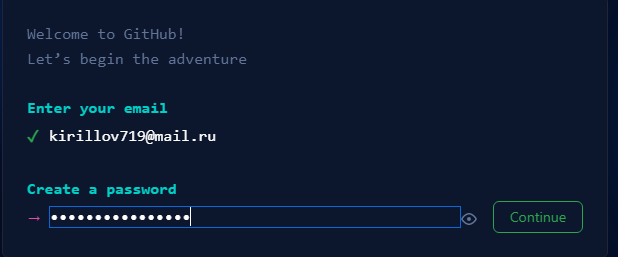 Welcome to GitHub!
Let’s begin the adventure
Enter your email
✓ kirillov719@mail.ru
Create a password
→ ••••••••••••••••
Continue